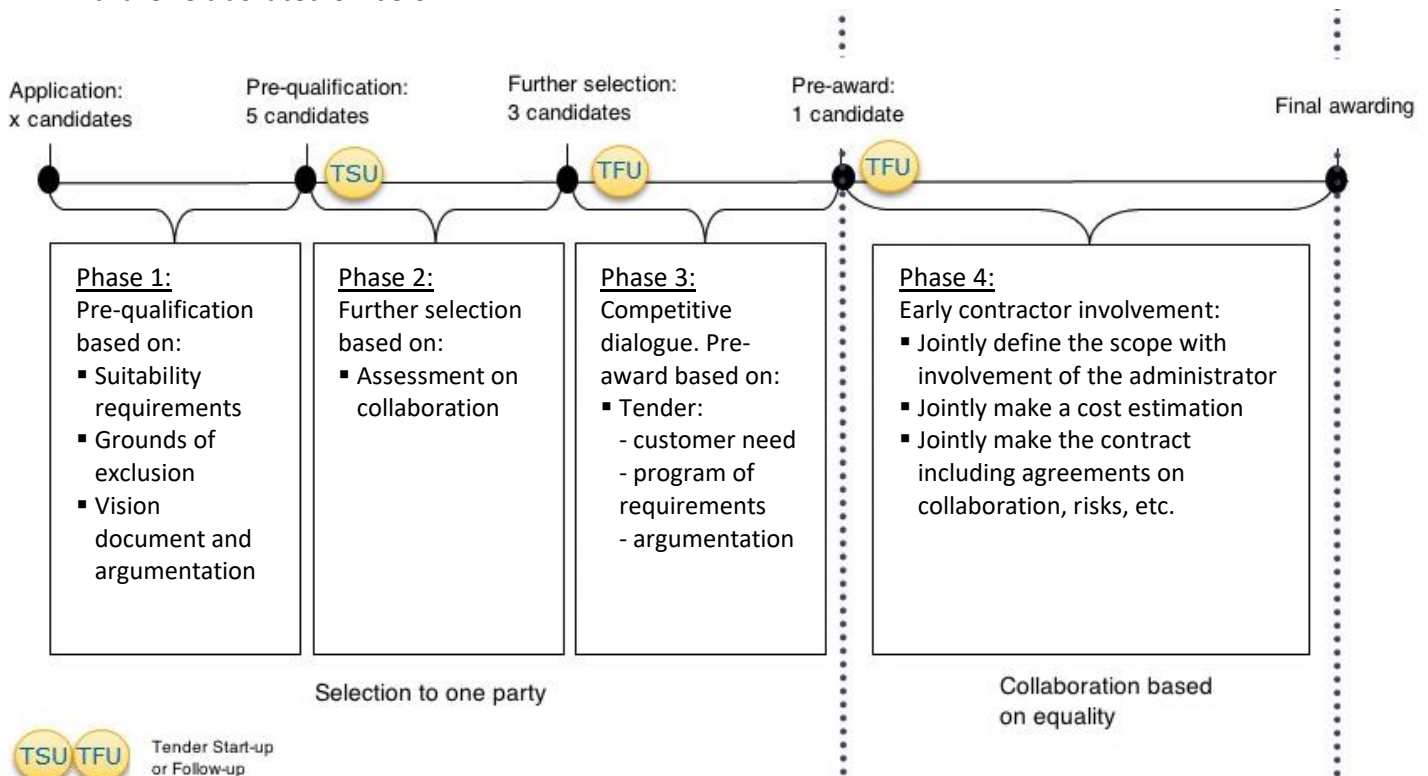 Application:
x candidates
Pre-qualification:
5 candidates
Further selection:
3 candidates
Pre-award:
1 candidate
Final awarding
TSU
TFU
TFU
Phase 1:
Pre-qualification
based on:
▪ Suitability
requirements
▪ Grounds of
exclusion
▪ Vision
document and
argumentation
Phase 2:
Further selection
based on:
▪ Assessment on
collaboration
Phase 3:
Competitive
dialogue. Pre-
award based on:
▪ Tender:
- customer need
- program of
requirements
- argumentation
Phase 4:
Early contractor involvement:
▪ Jointly define the scope with
involvement of the administrator
▪ Jointly make a cost estimation
▪ Jointly make the contract
including agreements on
collaboration, risks, etc.
Selection to one party
Collaboration based
on equality
TSU TFU
Tender Start-up
or Follow-up